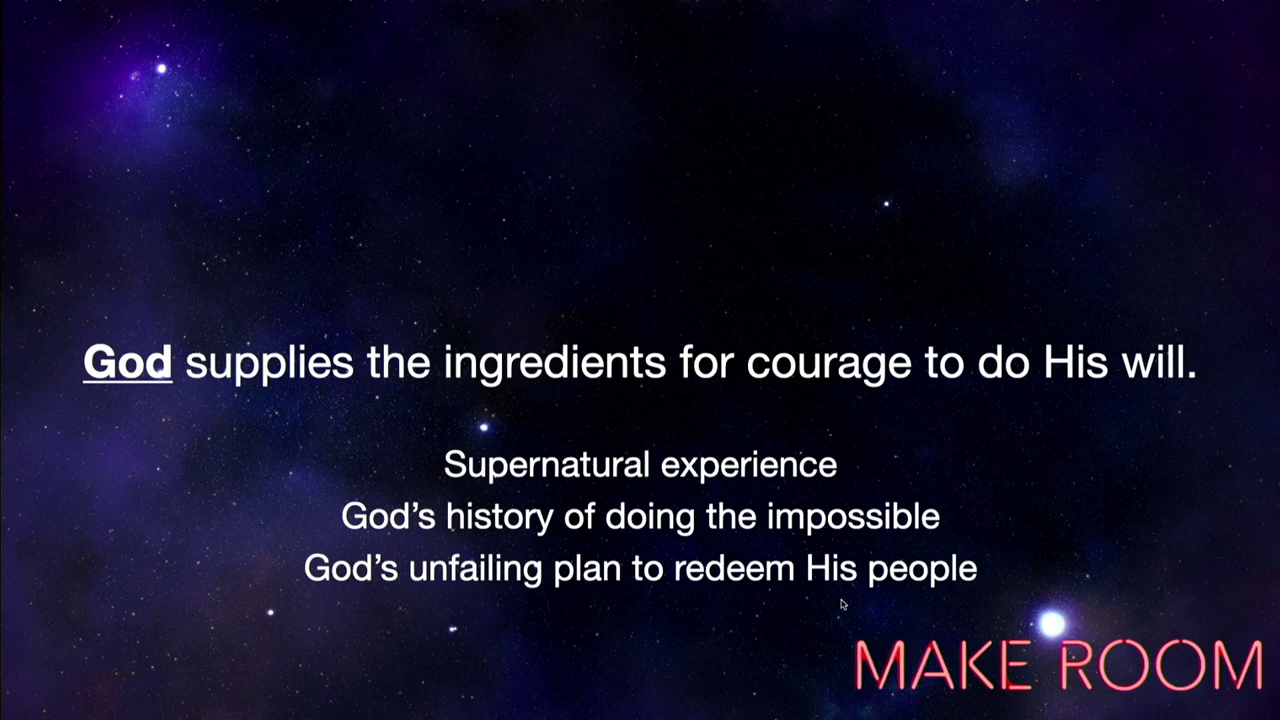 God supplies the ingredients for courage to do His will.
Supernatural experience
God’s history of doing the impossible
God’s unfailing plan to redeem His people
MAKE ROOM